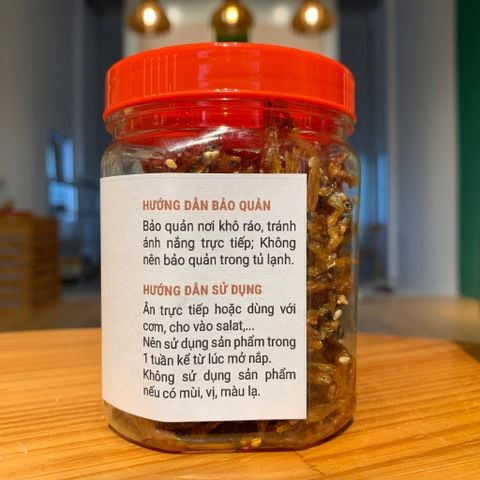 HƯỚNG DẪN BẢO QUẢN
Bảo quản nơi khô ráo, tránh
ánh nắng trực tiếp; Không
nên bảo quản trong tủ lạnh.
HƯỚNG DẪN SỬ DỤNG
Ăn trực tiếp hoặc dùng với
cơm, cho vào salat,...
Nên sử dụng sản phẩm trong
1 tuần kể từ lúc mở nắp.
Không sử dụng sản phẩm
nếu có mùi, vị, màu lạ.